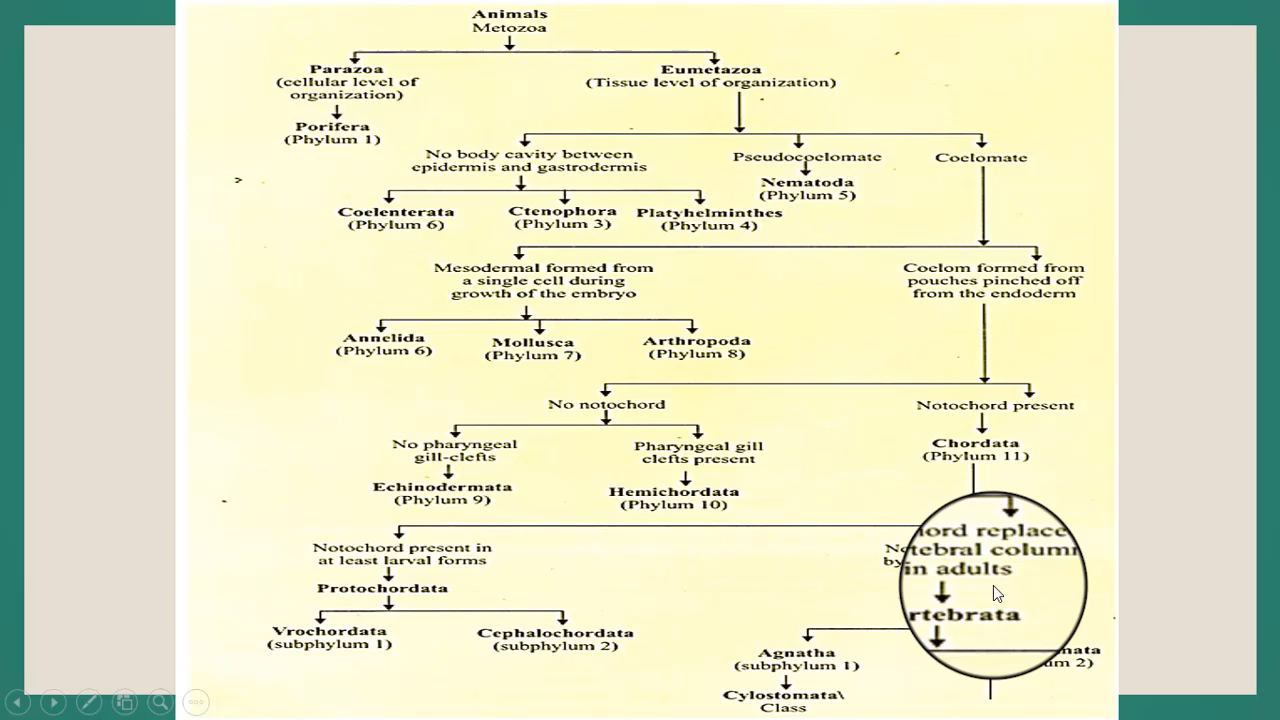 Animals
Metozoa
Parazoa
(cellular level of
organization)
Eumetazoa
(Tissue level of organization)
Porifera
(Phylum 1)
No body cavity between
epidermis and gastrodermis
Pseudocoelomate
Coelomate
Nematoda
(Phylum 5)
Coelenterata
(Phylum 6)
Ctenophora
(Phylum 3)
Platyhelminthes
(Phylum 4)
Mesodermal formed from
a single cell during
growth of the embryo
Coelom formed from
pouches pinched off
from the endoderm
Annelida
(Phylum 6)
Mollusca
(Phylum 7)
Arthropoda
(Phylum 8)
No notochord
Notochord present
No pharyngeal
gill-clefts
Pharyngeal gill
clefts present
Chordata
(Phylum 11)
Echinodermata
(Phylum 9)
Hemichordata
(Phylum 10)
Notochord present in
at least larval forms
ord replace
tebral colum
in adults
Protochordata
rtebrata
Vrochordata
(subphylum 1)
Cephalochordata
(subphylum 2)
Agnatha
(subphylum 1)
nata
um 2)
Cylostomata\
Class